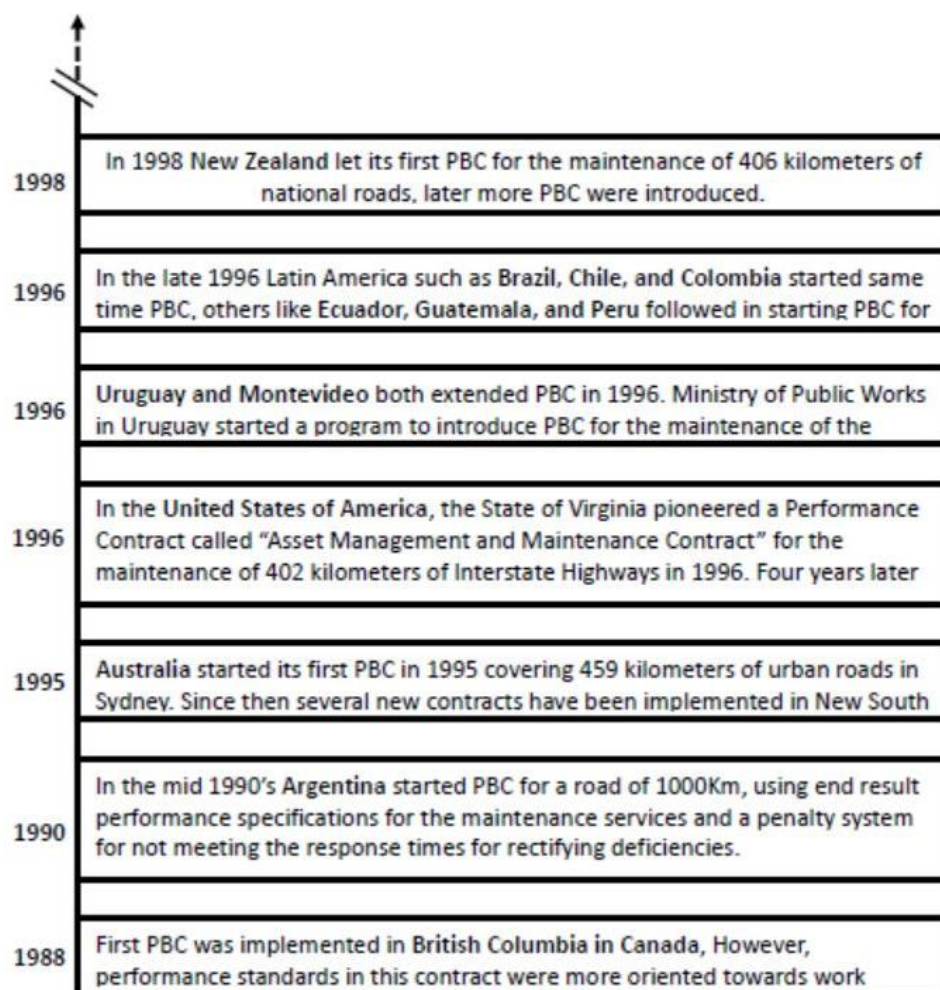 1998
In 1998 New Zealand let its first PBC for the maintenance of 406 kilometers of
national roads, later more PBC were introduced.
1996
In the late 1996 Latin America such as Brazil, Chile, and Colombia started same
time PBC, others like Ecuador, Guatemala, and Peru followed in starting PBC for
1996
Uruguay and Montevideo both extended PBC in 1996. Ministry of Public Works
in Uruguay started a program to introduce PBC for the maintenance of the
1996
In the United States of America, the State of Virginia pioneered a Performance
Contract called “Asset Management and Maintenance Contract” for the
maintenance of 402 kilometers of Interstate Highways in 1996. Four years later
1995
Australia started its first PBC in 1995 covering 459 kilometers of urban roads in
Sydney. Since then several new contracts have been implemented in New South
1990
In the mid 1990’s Argentina started PBC for a road of 1000Km, using end result
performance specifications for the maintenance services and a penalty system
for not meeting the response times for rectifying deficiencies.
1988
First PBC was implemented in British Columbia in Canada, However,
performance standards in this contract were more oriented towards work